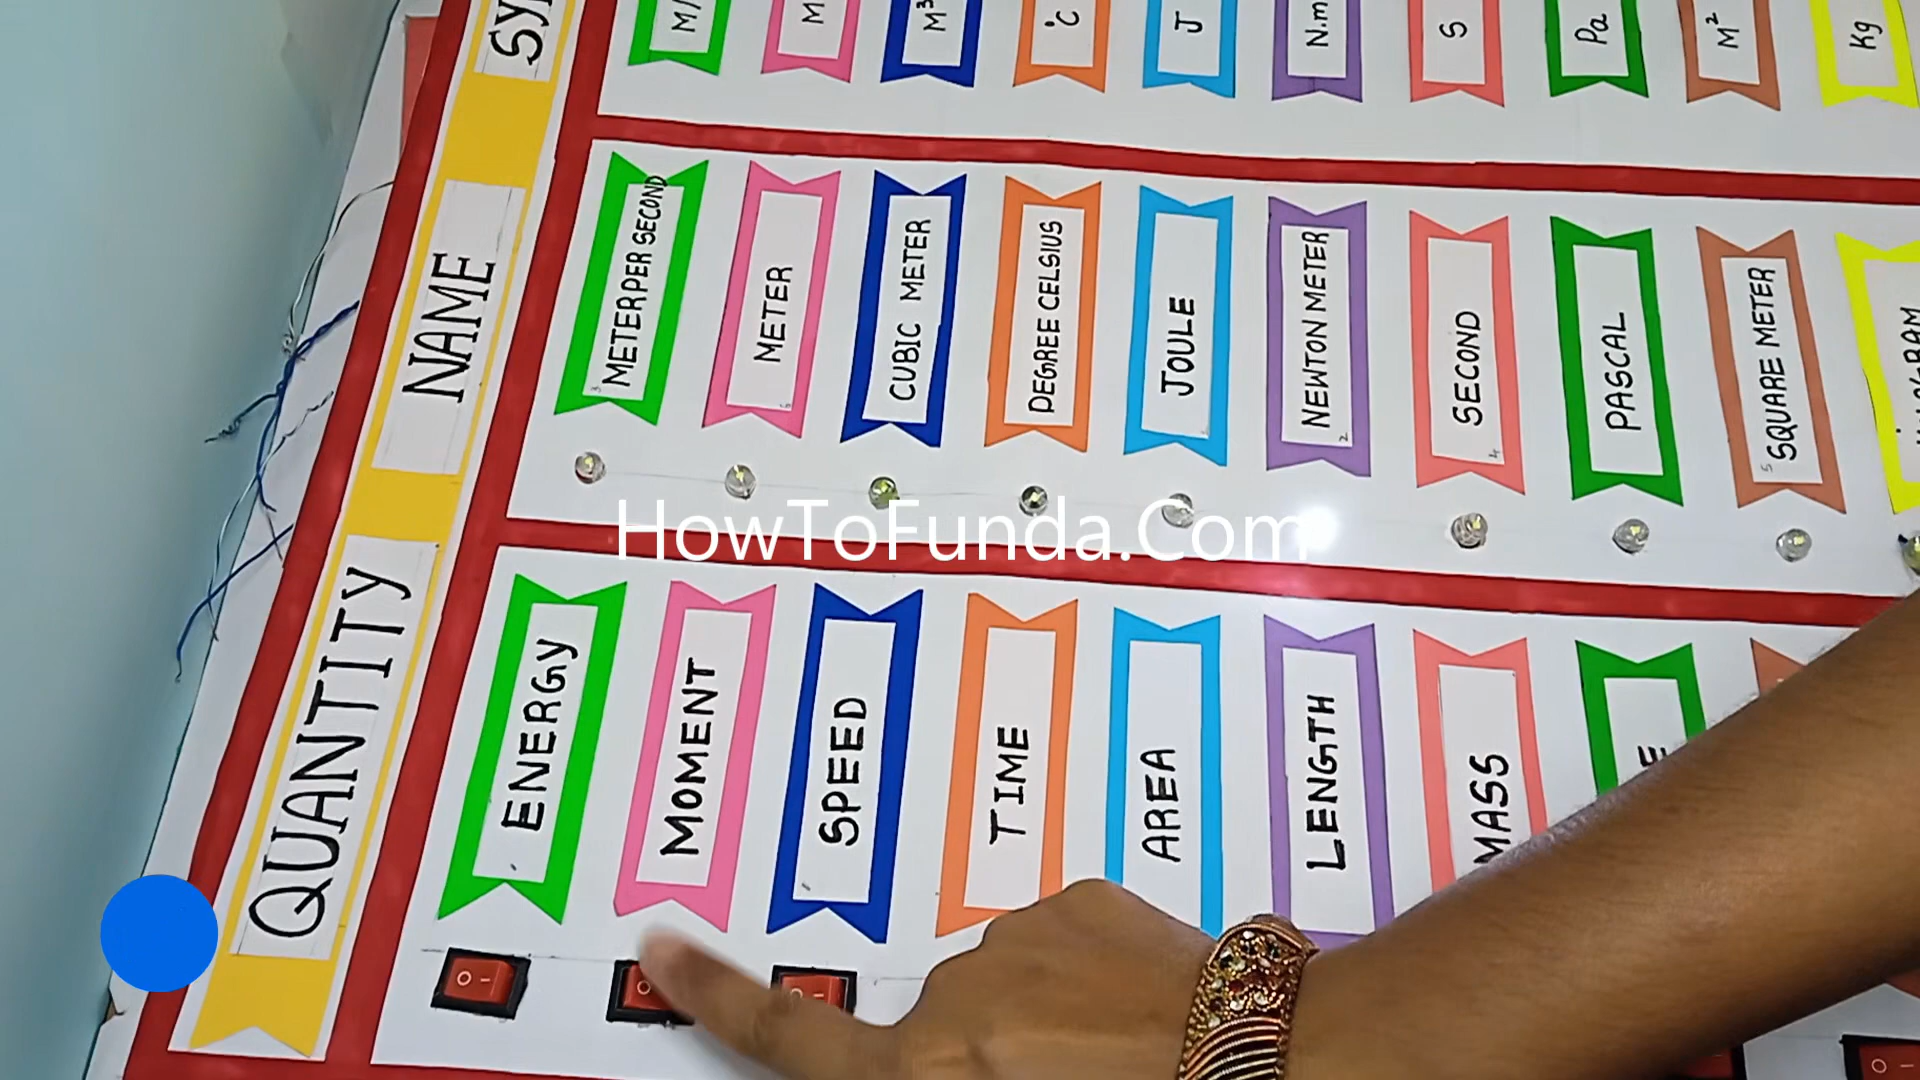 QUANTITY
NAME
SY
M/
M
M³
°C
J
N.m
S
Pa
M²
Kg
METER PER SECOND
METER
CUBIC METER
DEGREE CELSIUS
JOULE
NEWTON METER
SECOND
PASCAL
SQUARE METER
HowToFunda.Com
ENERGY
MOMENT
SPEED
TIME
AREA
LENGTH
MASS
E